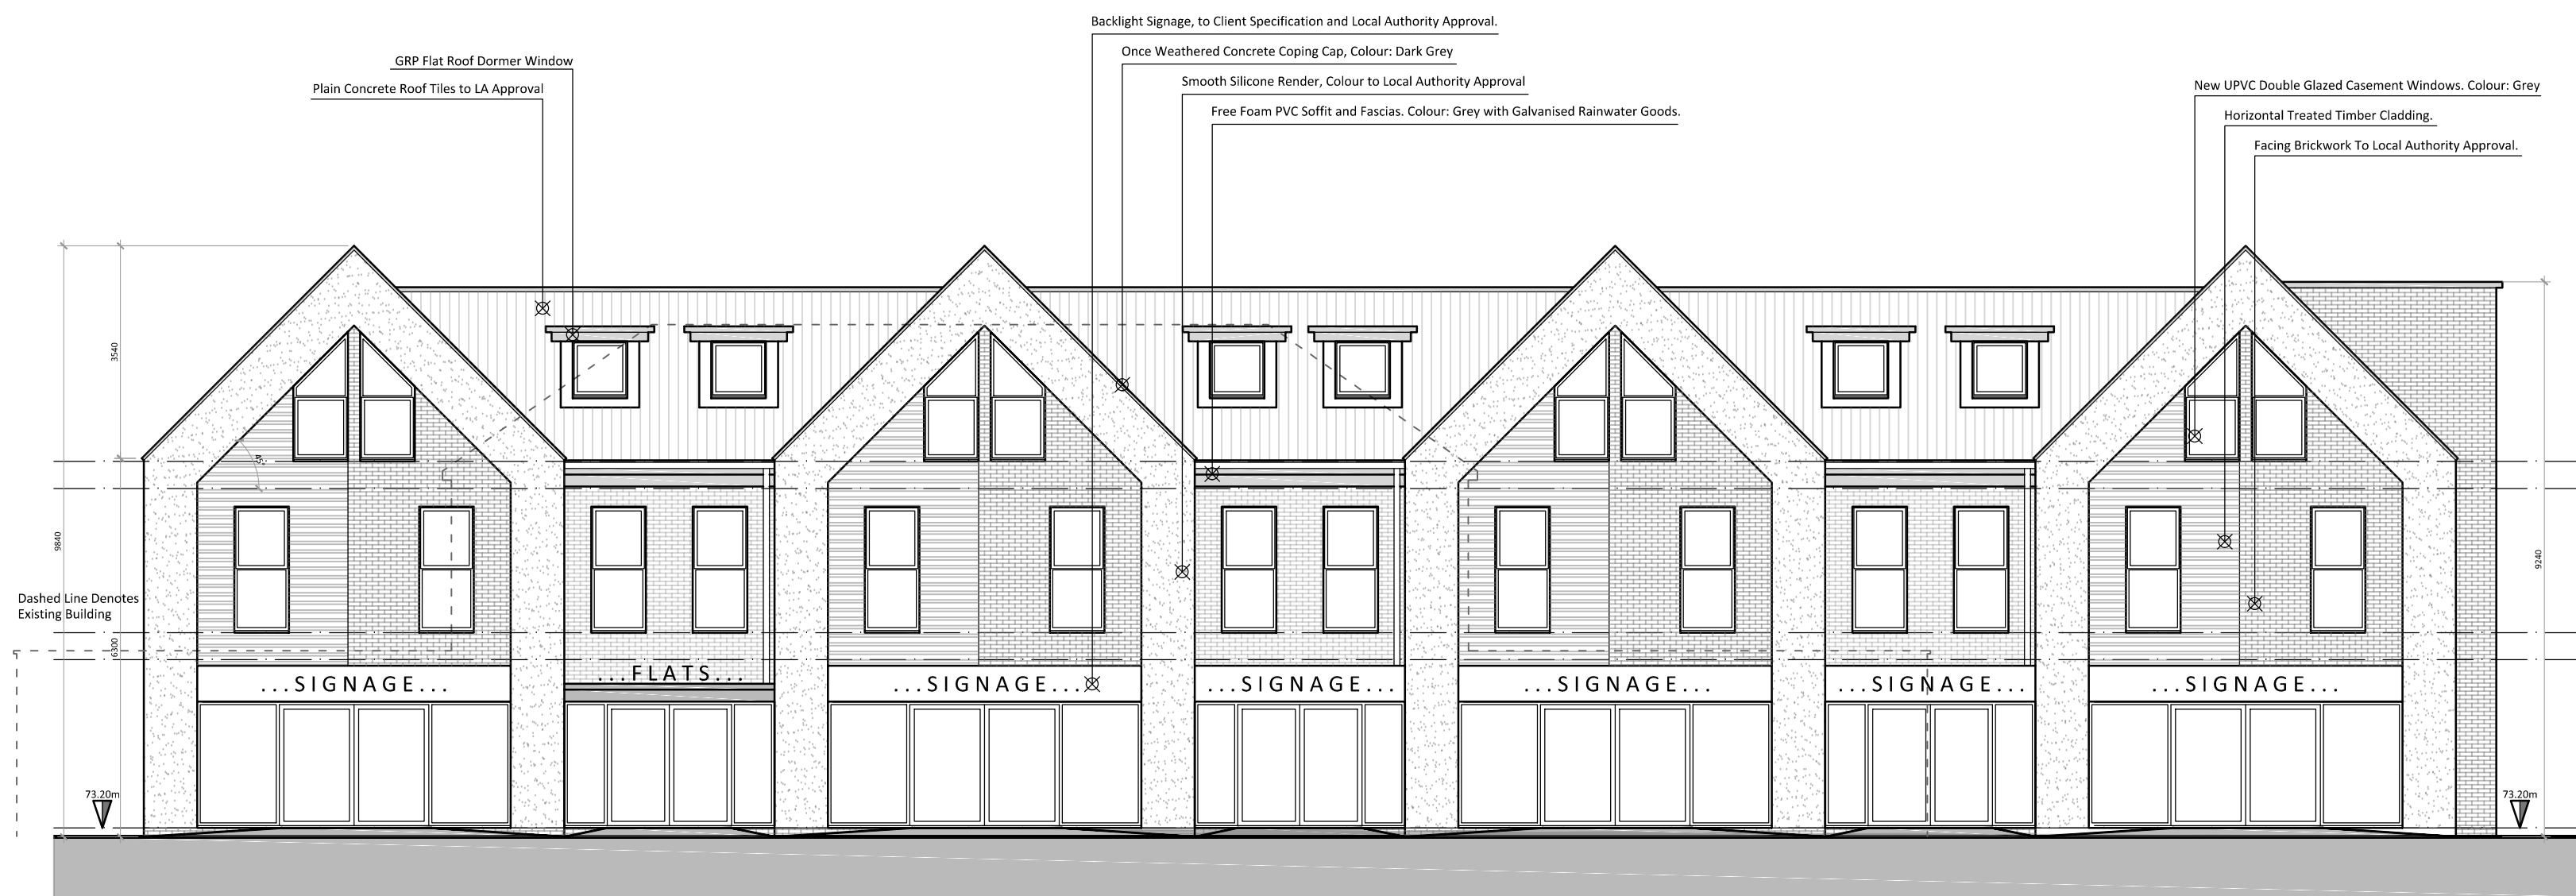 Backlight Signage, to Client Specification and Local Authority Approval.
Once Weathered Concrete Coping Cap, Colour: Dark Grey
GRP Flat Roof Dormer Window
Smooth Silicone Render, Colour to Local Authority Approval
Plain Concrete Roof Tiles to LA Approval
New UPVC Double Glazed Casement Windows. Colour: Grey
Free Foam PVC Soffit and Fascias. Colour: Grey with Galvanised Rainwater Goods.
Horizontal Treated Timber Cladding.
Facing Brickwork To Local Authority Approval.
3540
45°
9840
9240
Dashed Line Denotes
Existing Building
6300
...FLATS...
...SIGNAGE...
...SIGNAGE...
...SIGNAGE...
...SIGNAGE...
...SIGNAGE...
...SIGNAGE...
73.20m
73.20m